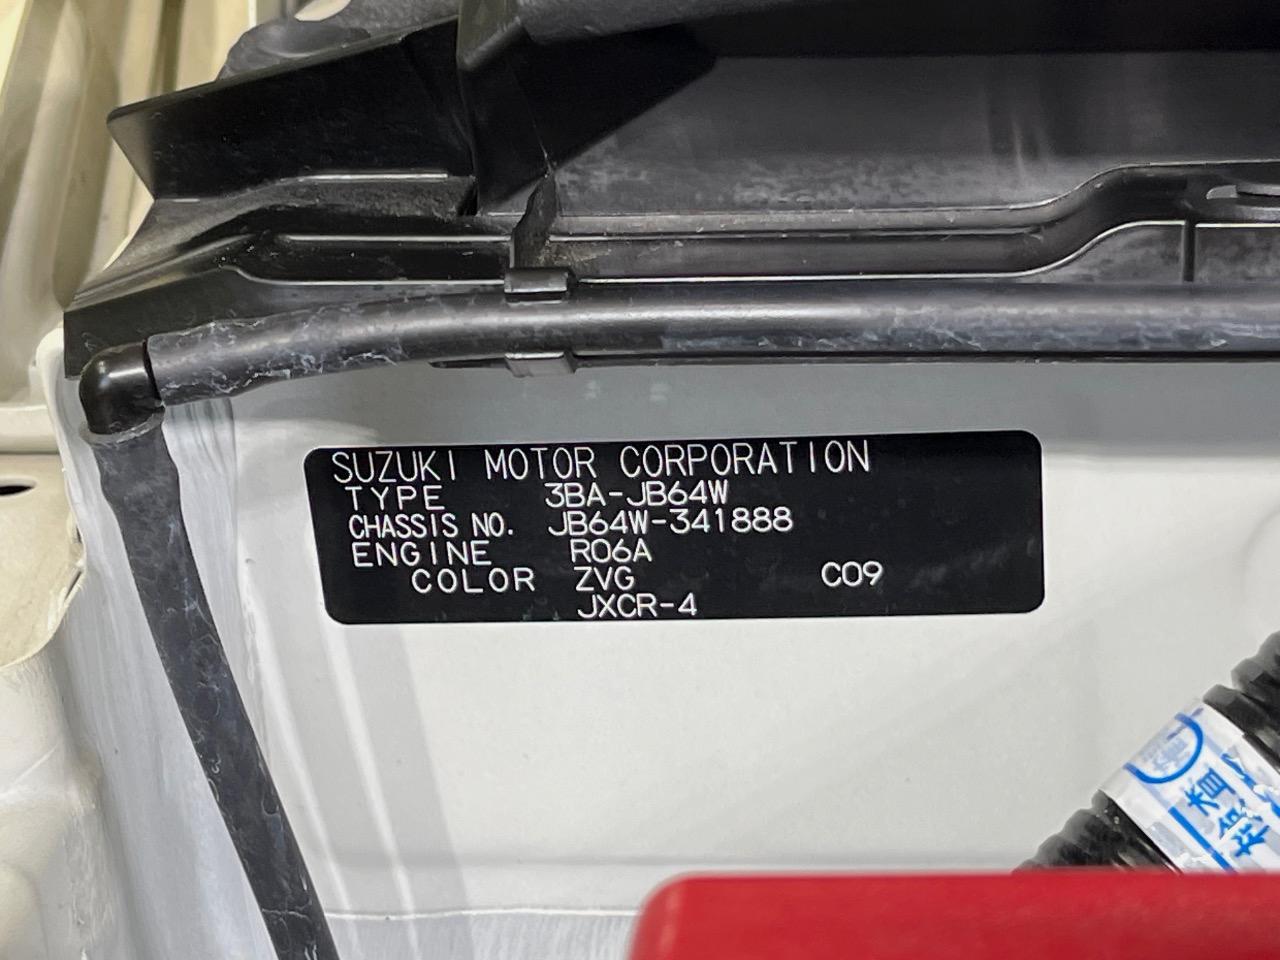 SUZUKI MOTOR CORPORATION
TYPE 3BA-JB64W
CHASSIS NO. JB64W-341888
ENGINE R06A
COLOR ZVG C09
JXCR-4